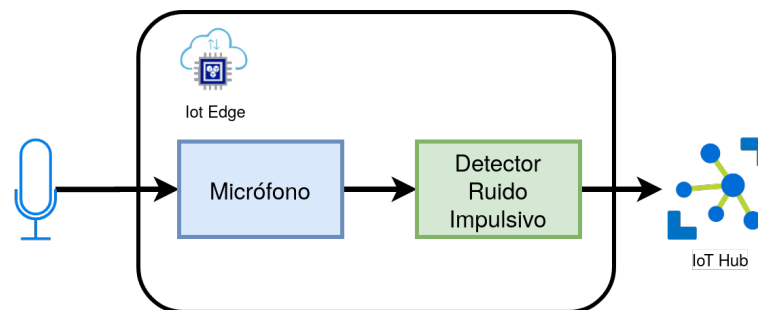 Iot Edge
Micrófono
Detector
Ruido
Impulsivo
IoT Hub